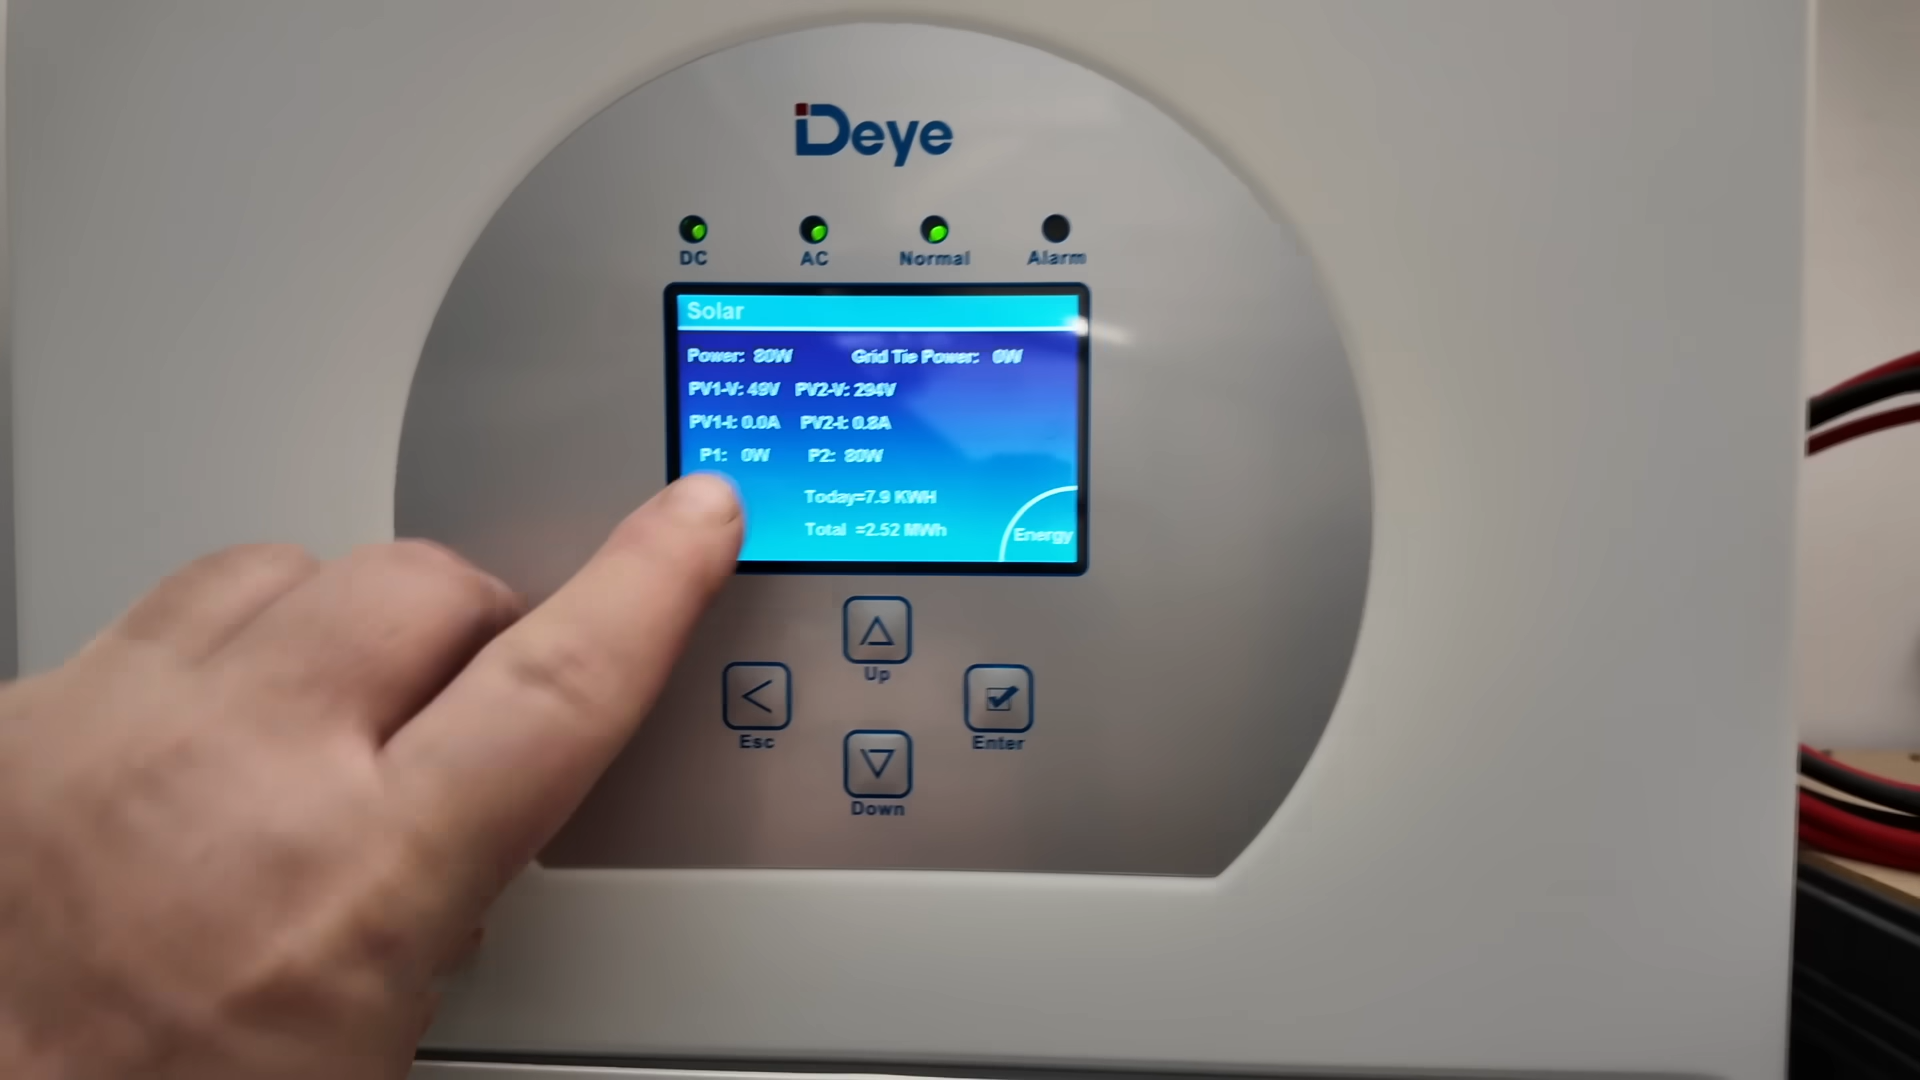 Deye
DC AC Normal Alarm
Solar
Power: 80W Grid Tie Power: 0W
PV1-V: 49V PV2-V: 294V
PV1-I: 0.0A PV2-I: 0.8A
P1: 0W P2: 80W
Today=7.9 KWH
Total =2.52 MWh
Energy
Up
Esc
Enter
Down